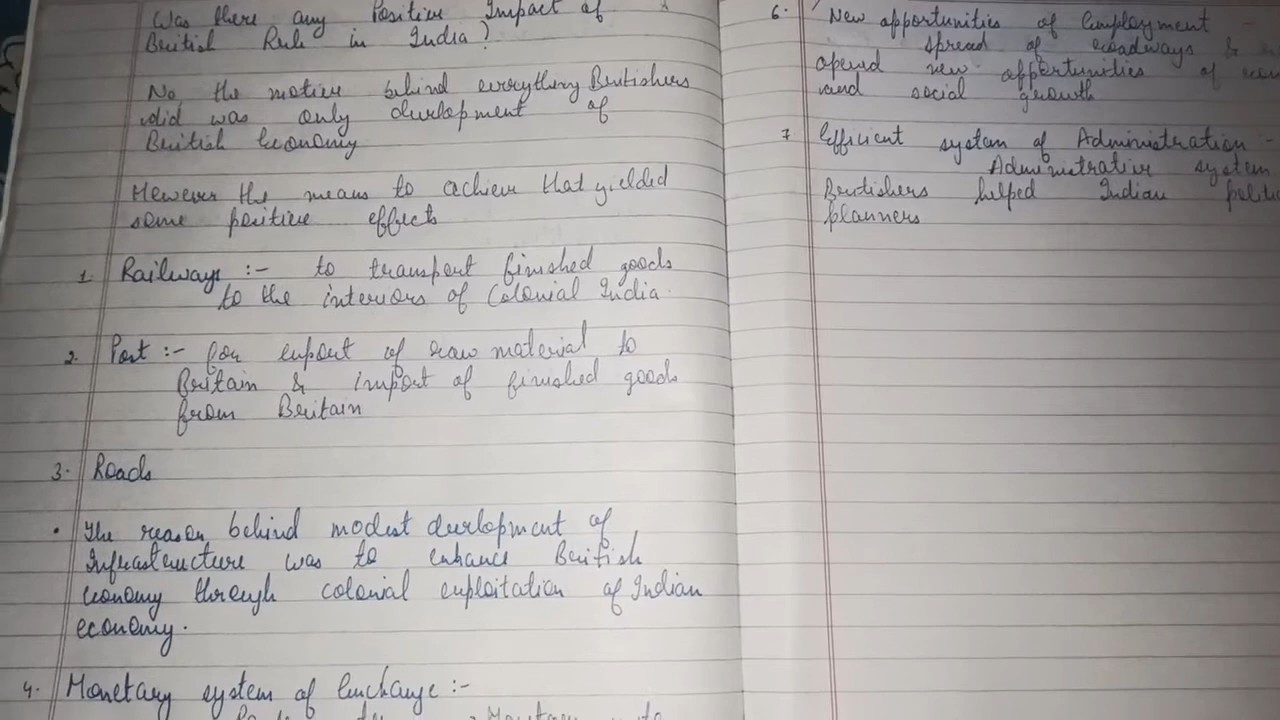 Was there any Positive Impact of
British Rule in India?
No the motive behind everything Britishers
did was only development of
British Economy
However the means to achieve that yielded
some positive effects
1. Railways :- to transport finished goods
to the interiors of Colonial India.
2. Port :- for export of raw material to
Britain & import of finished goods
from Britain
3. Roads
• The reason behind modest development of
Infrastructure was to enhance British
economy through colonial exploitation of Indian
economy.
4. Monetary system of Exchange :-
6. New opportunities of Employment -
spread of roadways &
opened new opportunities of
and social growth
7 Efficient system of Administration -
Administrative system
Britishers helped Indian
planners